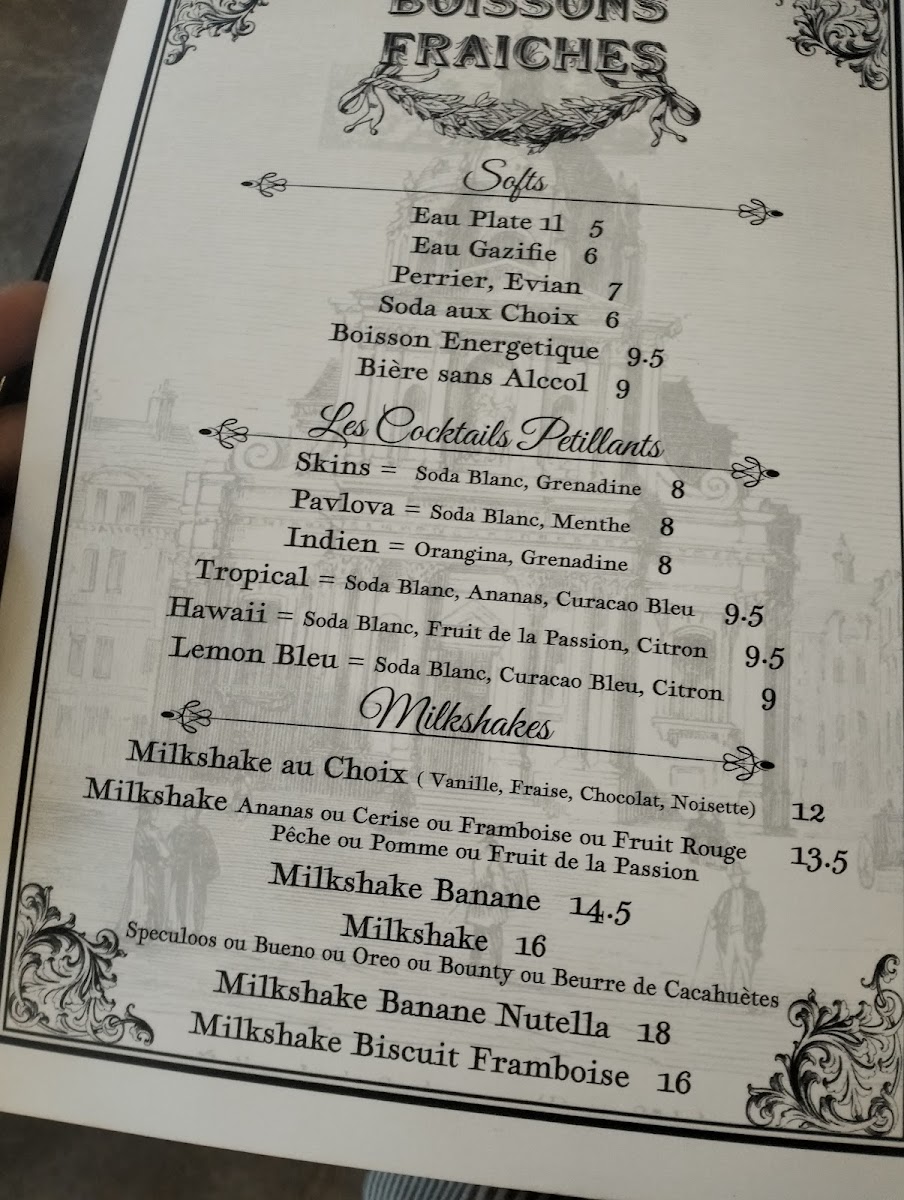 BOISSONS
FRAICHES
Softs
Eau Plate 1l 5
Eau Gazifie 6
Perrier, Evian 7
Soda aux Choix 6
Boisson Energetique 9.5
Bière sans Alccol 9
Les Cocktails Petillants
Skins = Soda Blanc, Grenadine 8
Pavlova = Soda Blanc, Menthe 8
Indien = Orangina, Grenadine 8
Tropical = Soda Blanc, Ananas, Curacao Bleu 9.5
Hawaii = Soda Blanc, Fruit de la Passion, Citron 9.5
Lemon Bleu = Soda Blanc, Curacao Bleu, Citron 9
Milkshakes
Milkshake au Choix ( Vanille, Fraise, Chocolat, Noisette) 12
Milkshake Ananas ou Cerise ou Framboise ou Fruit Rouge 13.5
Pêche ou Pomme ou Fruit de la Passion
Milkshake Banane 14.5
Milkshake 16
Speculoos ou Bueno ou Oreo ou Bounty ou Beurre de Cacahuètes
Milkshake Banane Nutella 18
Milkshake Biscuit Framboise 16